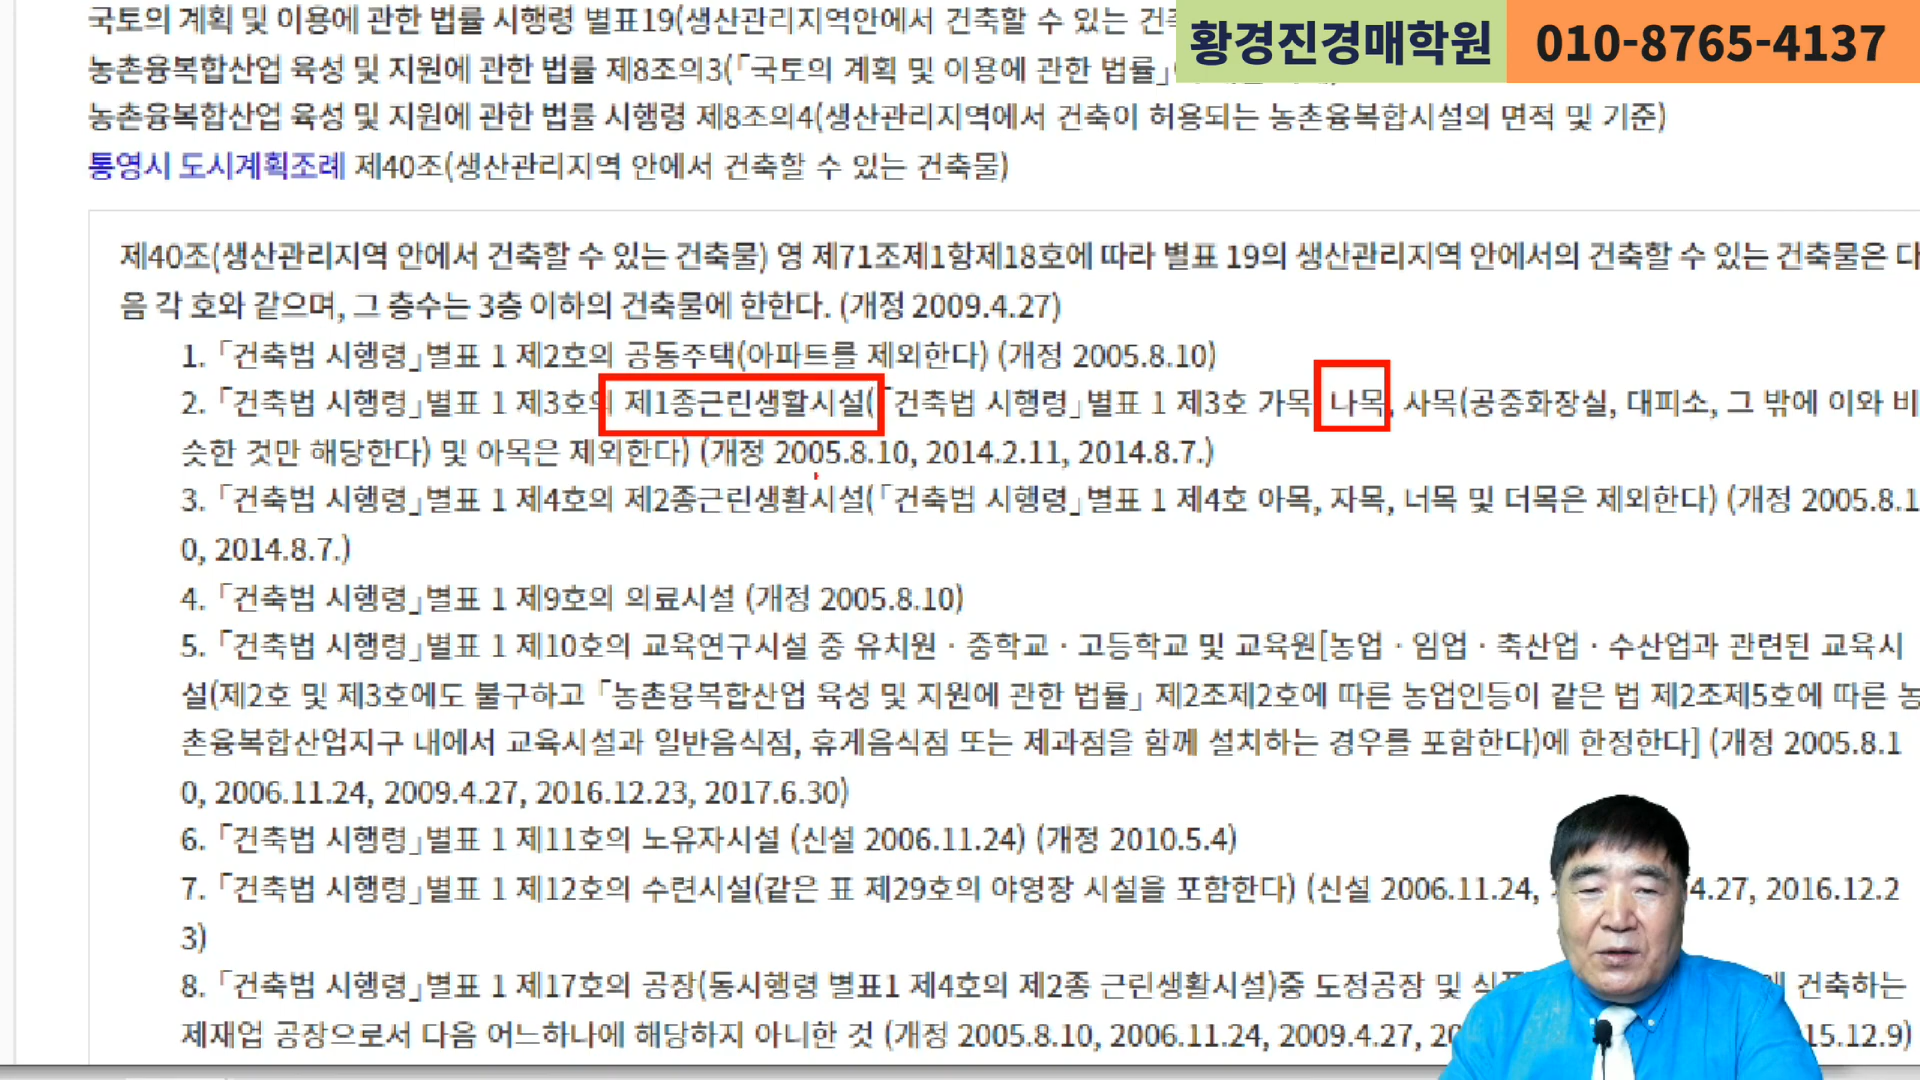 국토의 계획 및 이용에 관한 법률 시행령 별표19(생산관리지역안에서 건축할 수 있는
황경진경매학원 010-8765-4137
농촌융복합산업 육성 및 지원에 관한 법률 제8조의3(「국토의 계획 및 이용에 관한 법률」
농촌융복합산업 육성 및 지원에 관한 법률 시행령 제8조의4(생산관리지역에서 건축이 허용되는 농촌융복합시설의 면적 및 기준)
통영시 도시계획조례 제40조(생산관리지역 안에서 건축할 수 있는 건축물)
제40조(생산관리지역 안에서 건축할 수 있는 건축물) 영 제71조제1항제18호에 따라 별표 19의 생산관리지역 안에서의 건축할 수 있는 건축물은 다
음 각 호와 같으며, 그 층수는 3층 이하의 건축물에 한한다. (개정 2009.4.27)
1. 「건축법 시행령」별표 1 제2호의 공동주택(아파트를 제외한다) (개정 2005.8.10)
2. 「건축법 시행령」별표 1 제3호의 제1종근린생활시설(「건축법 시행령」별표 1 제3호 가목, 나목, 사목(공중화장실, 대피소, 그 밖에 이와 비
슷한 것만 해당한다) 및 아목은 제외한다) (개정 2005.8.10, 2014.2.11, 2014.8.7.)
3. 「건축법 시행령」별표 1 제4호의 제2종근린생활시설(「건축법 시행령」별표 1 제4호 아목, 자목, 너목 및 더목은 제외한다) (개정 2005.8.1
0, 2014.8.7.)
4. 「건축법 시행령」별표 1 제9호의 의료시설 (개정 2005.8.10)
5. 「건축법 시행령」별표 1 제10호의 교육연구시설 중 유치원 · 중학교 · 고등학교 및 교육원[농업 · 임업 · 축산업 · 수산업과 관련된 교육시
설(제2호 및 제3호에도 불구하고 「농촌융복합산업 육성 및 지원에 관한 법률」 제2조제2호에 따른 농업인등이 같은 법 제2조제5호에 따른 농
촌융복합산업지구 내에서 교육시설과 일반음식점, 휴게음식점 또는 제과점을 함께 설치하는 경우를 포함한다)에 한정한다] (개정 2005.8.1
0, 2006.11.24, 2009.4.27, 2016.12.23, 2017.6.30)
6. 「건축법 시행령」별표 1 제11호의 노유자시설 (신설 2006.11.24) (개정 2010.5.4)
7. 「건축법 시행령」별표 1 제12호의 수련시설(같은 표 제29호의 야영장 시설을 포함한다) (신설 2006.11.24, 4.27, 2016.12.2
3)
8. 「건축법 시행령」별표 1 제17호의 공장(동시행령 별표1 제4호의 제2종 근린생활시설)중 도정공장 및 건축하는
제재업 공장으로서 다음 어느하나에 해당하지 아니한 것 (개정 2005.8.10, 2006.11.24, 2009.4.27, 15.12.9)